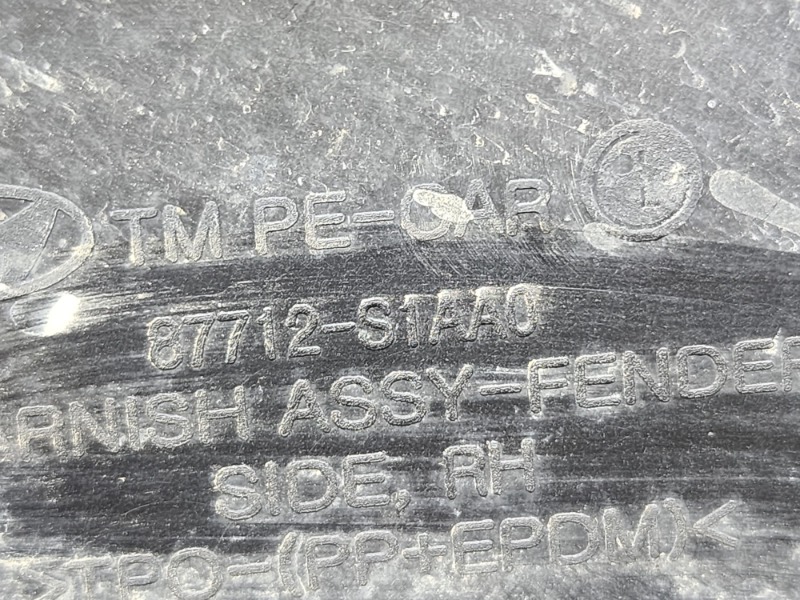 TM PE-CAR
87712-S1AA0
ARNISH ASSY-FENDER
SIDE, RH
>TPO-(PP+EPDM)<